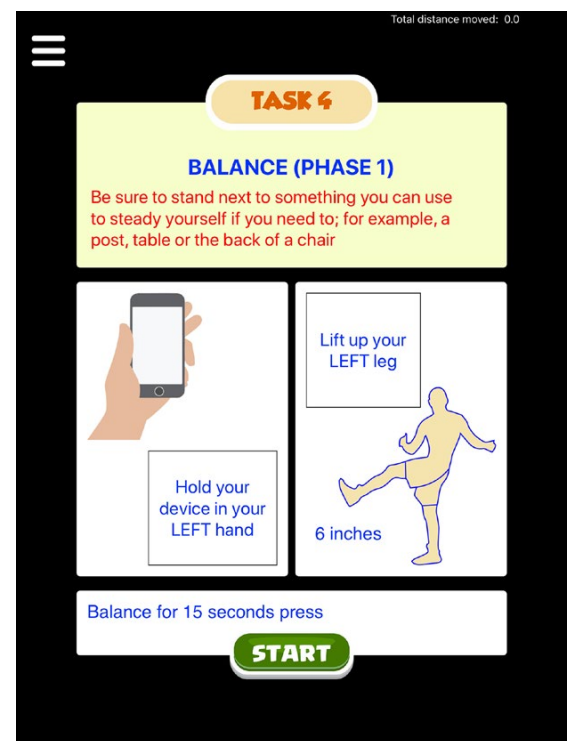 Total distance moved: 0.0
TASK 4
BALANCE (PHASE 1)
Be sure to stand next to something you can use
to steady yourself if you need to; for example, a
post, table or the back of a chair
Hold your
device in your
LEFT hand
Lift up your
LEFT leg
6 inches
Balance for 15 seconds press
START